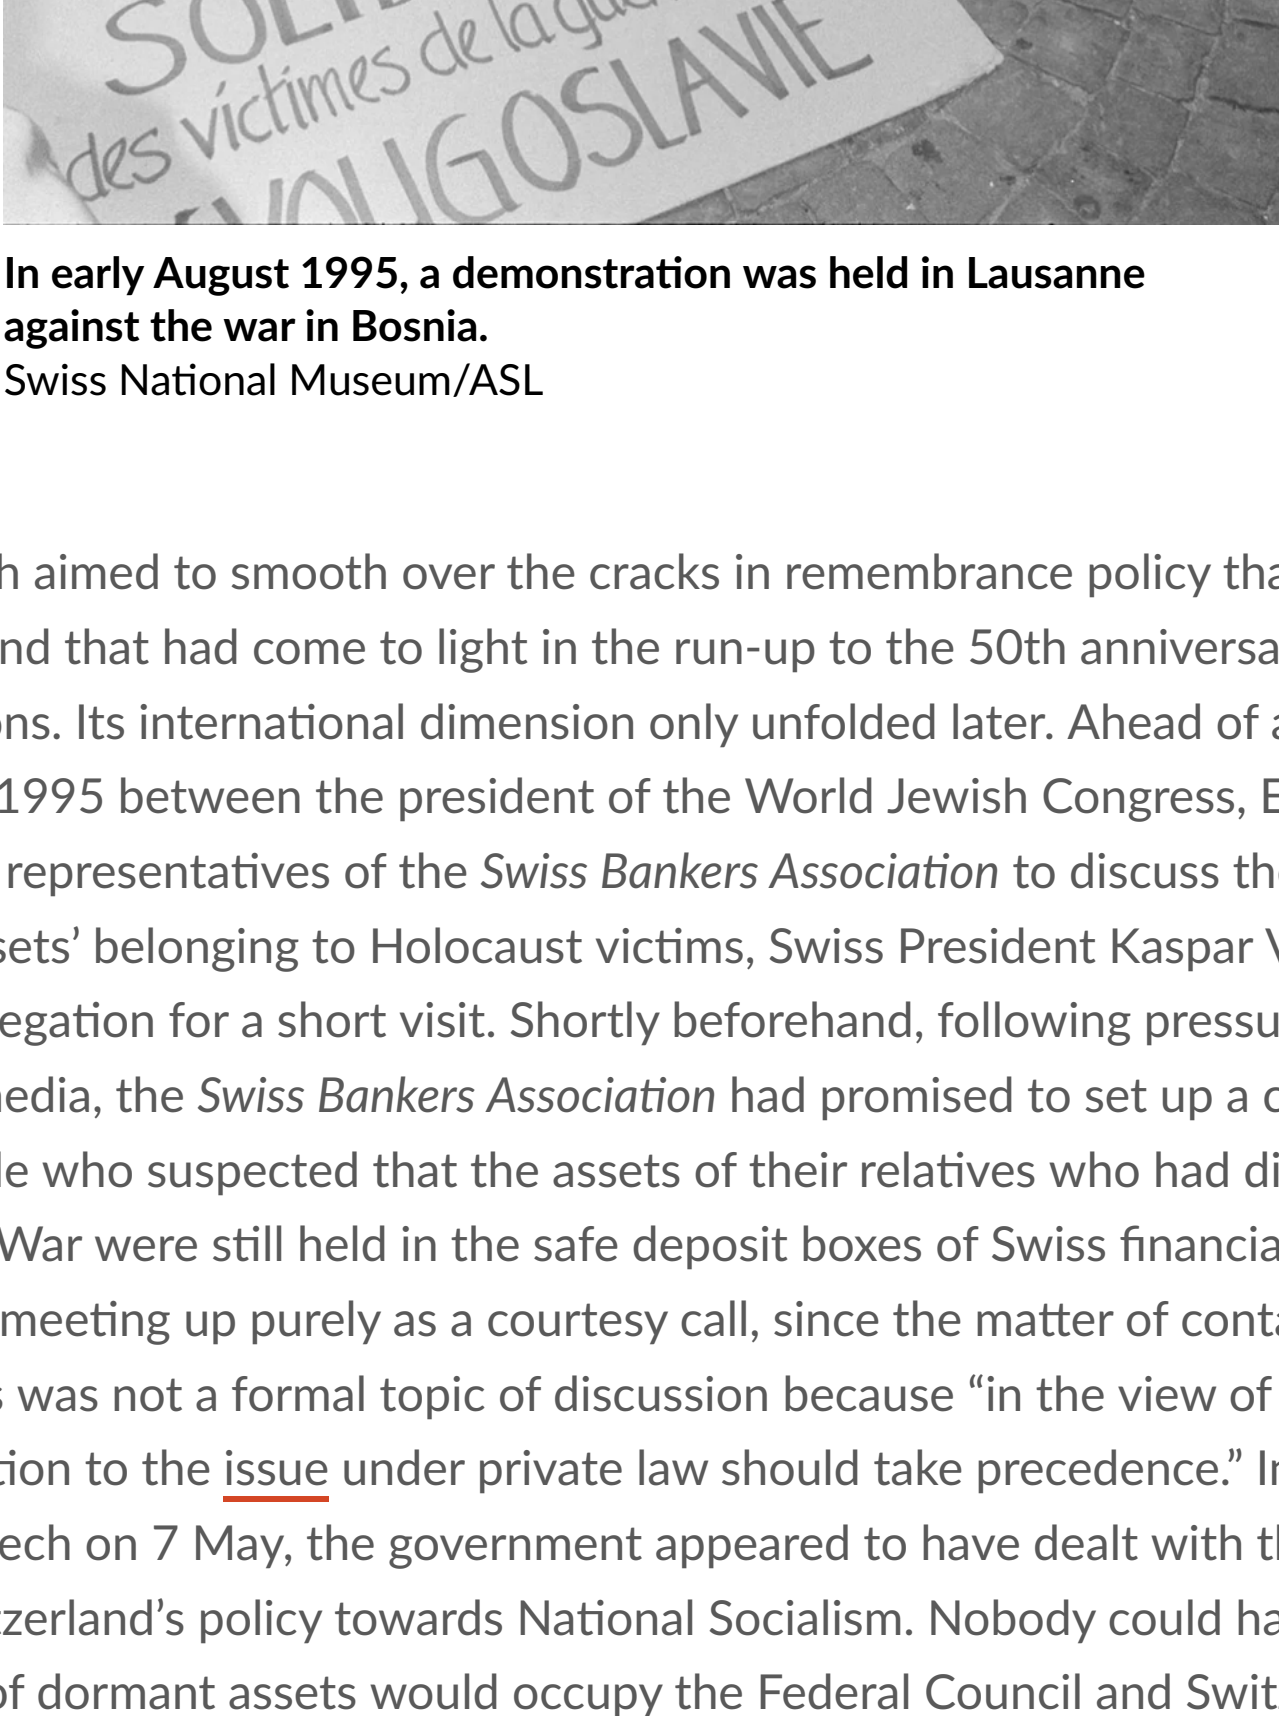 SOLI
des victimes de la guer
YOUGOSLAVIE
In early August 1995, a demonstration was held in Lausanne
against the war in Bosnia.
Swiss National Museum/ASL
h aimed to smooth over the cracks in remembrance policy tha
nd that had come to light in the run-up to the 50th anniversa
ons. Its international dimension only unfolded later. Ahead of a
1995 between the president of the World Jewish Congress, E
representatives of the Swiss Bankers Association to discuss the
sets’ belonging to Holocaust victims, Swiss President Kaspar V
egation for a short visit. Shortly beforehand, following pressu
nedia, the Swiss Bankers Association had promised to set up a c
le who suspected that the assets of their relatives who had di
War were still held in the safe deposit boxes of Swiss financia
meeting up purely as a courtesy call, since the matter of conta
s was not a formal topic of discussion because “in the view of
tion to the issue under private law should take precedence.” In
ech on 7 May, the government appeared to have dealt with th
tzerland’s policy towards National Socialism. Nobody could ha
of dormant assets would occupy the Federal Council and Swit